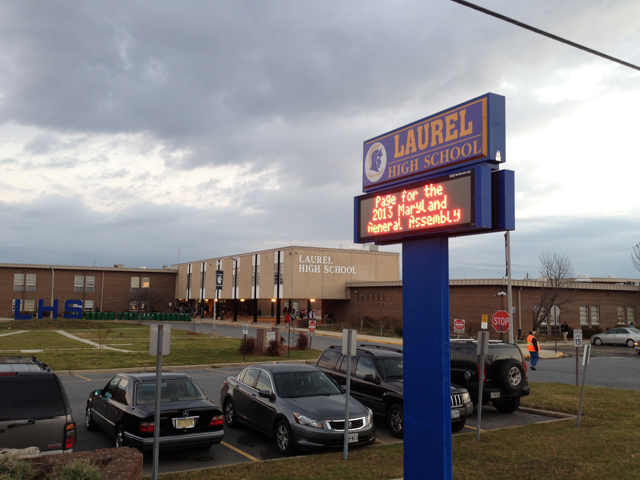 LAUREL
HIGH SCHOOL
Page for the
2013 Maryland
General Assembly
LAUREL
HIGH SCHOOL
LHS
STOP